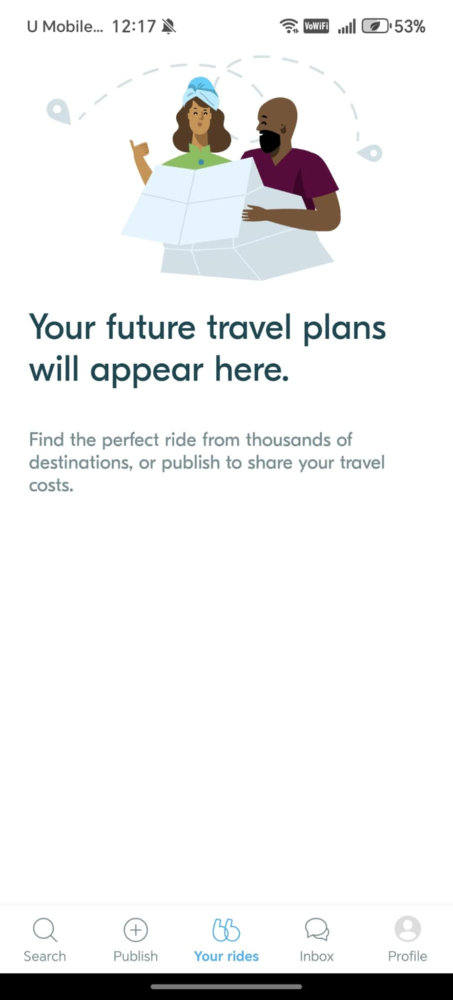 U Mobile... 12:17 VoWiFi 53%
Your future travel plans
will appear here.
Find the perfect ride from thousands of
destinations, or publish to share your travel
costs.
Search Publish Your rides Inbox Profile